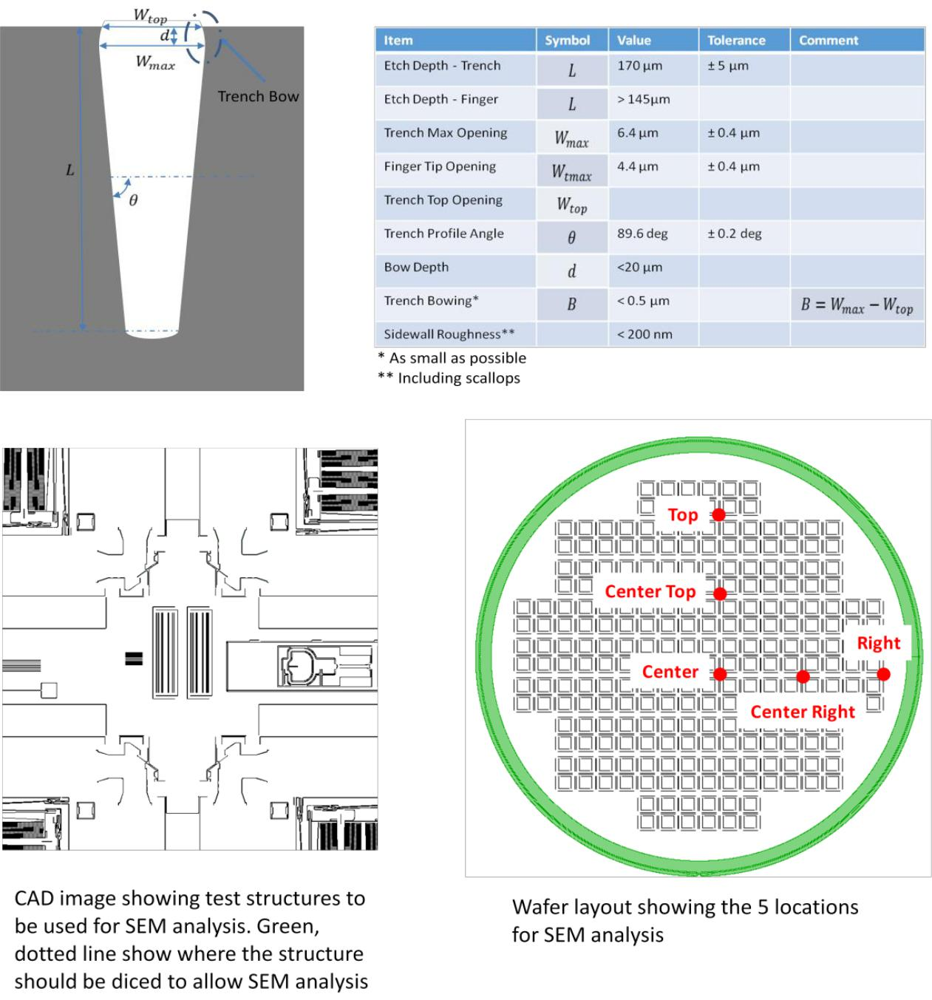 W_top
d
W_max
Trench Bow
L
θ
Item Symbol Value Tolerance Comment
Etch Depth - Trench L 170 μm ± 5 μm
Etch Depth - Finger L > 145μm
Trench Max Opening W_max 6.4 μm ± 0.4 μm
Finger Tip Opening W_tmax 4.4 μm ± 0.4 μm
Trench Top Opening W_top
Trench Profile Angle θ 89.6 deg ± 0.2 deg
Bow Depth d <20 μm
Trench Bowing* B < 0.5 μm B = W_max − W_top
Sidewall Roughness** < 200 nm
* As small as possible
** Including scallops
Top
Center Top
Right
Center
Center Right
CAD image showing test structures to
be used for SEM analysis. Green,
dotted line show where the structure
should be diced to allow SEM analysis
Wafer layout showing the 5 locations
for SEM analysis